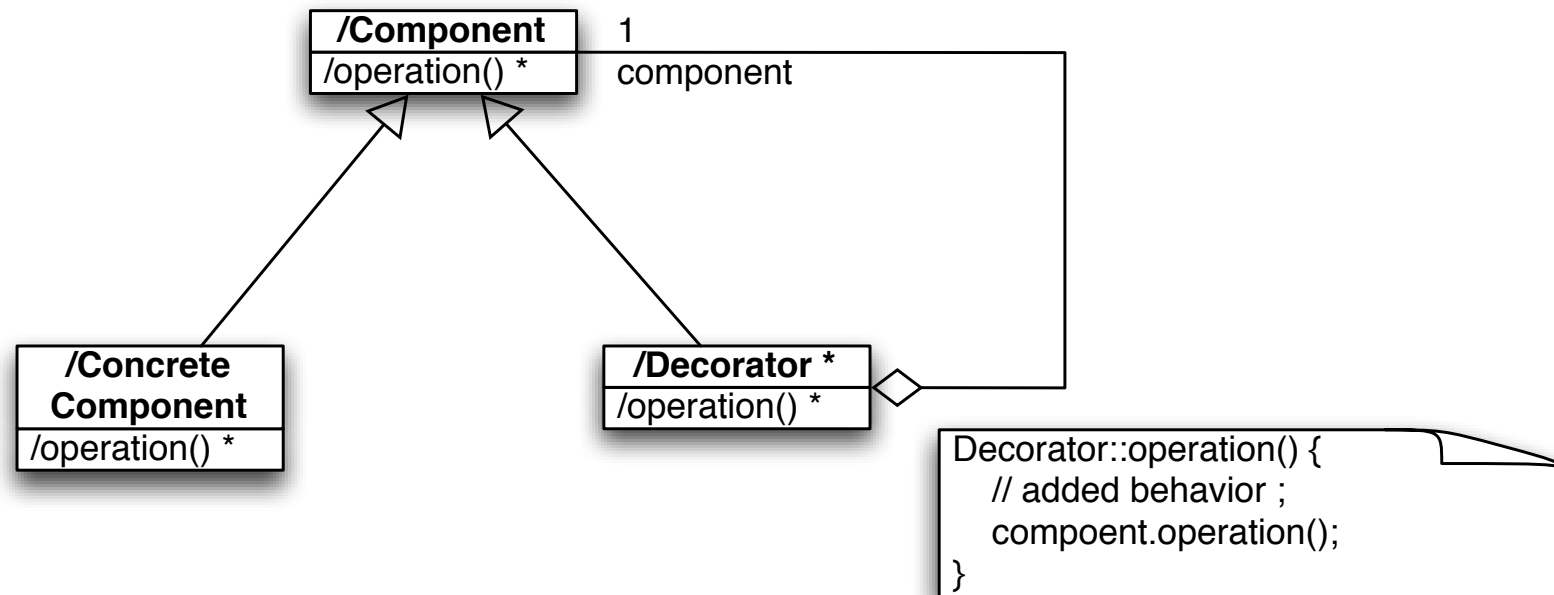 /Component
/operation() *
1
component
/Concrete
Component
/operation() *
/Decorator *
/operation() *
Decorator::operation() {
// added behavior ;
compoent.operation();
}